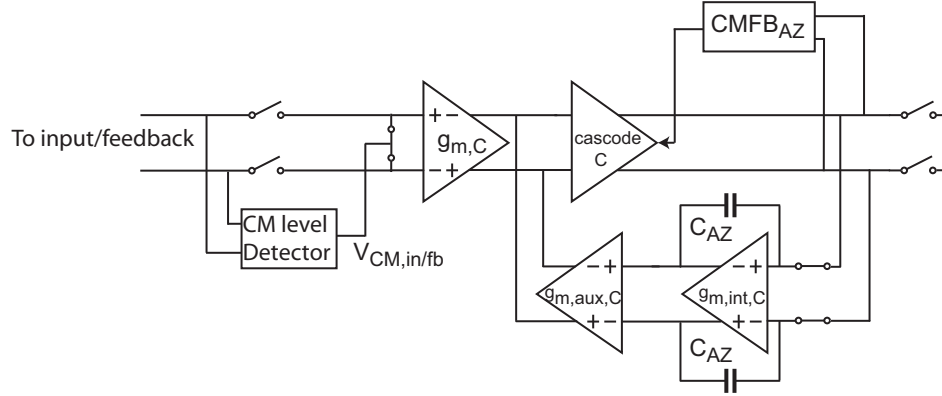 CMFB_AZ
+ −
To input/feedback
g_m,C
cascode
C
− +
CM level
Detector
V_CM,in/fb
C_AZ
− +
− +
g_m,aux,C
g_m,int,C
+ −
+ −
C_AZ